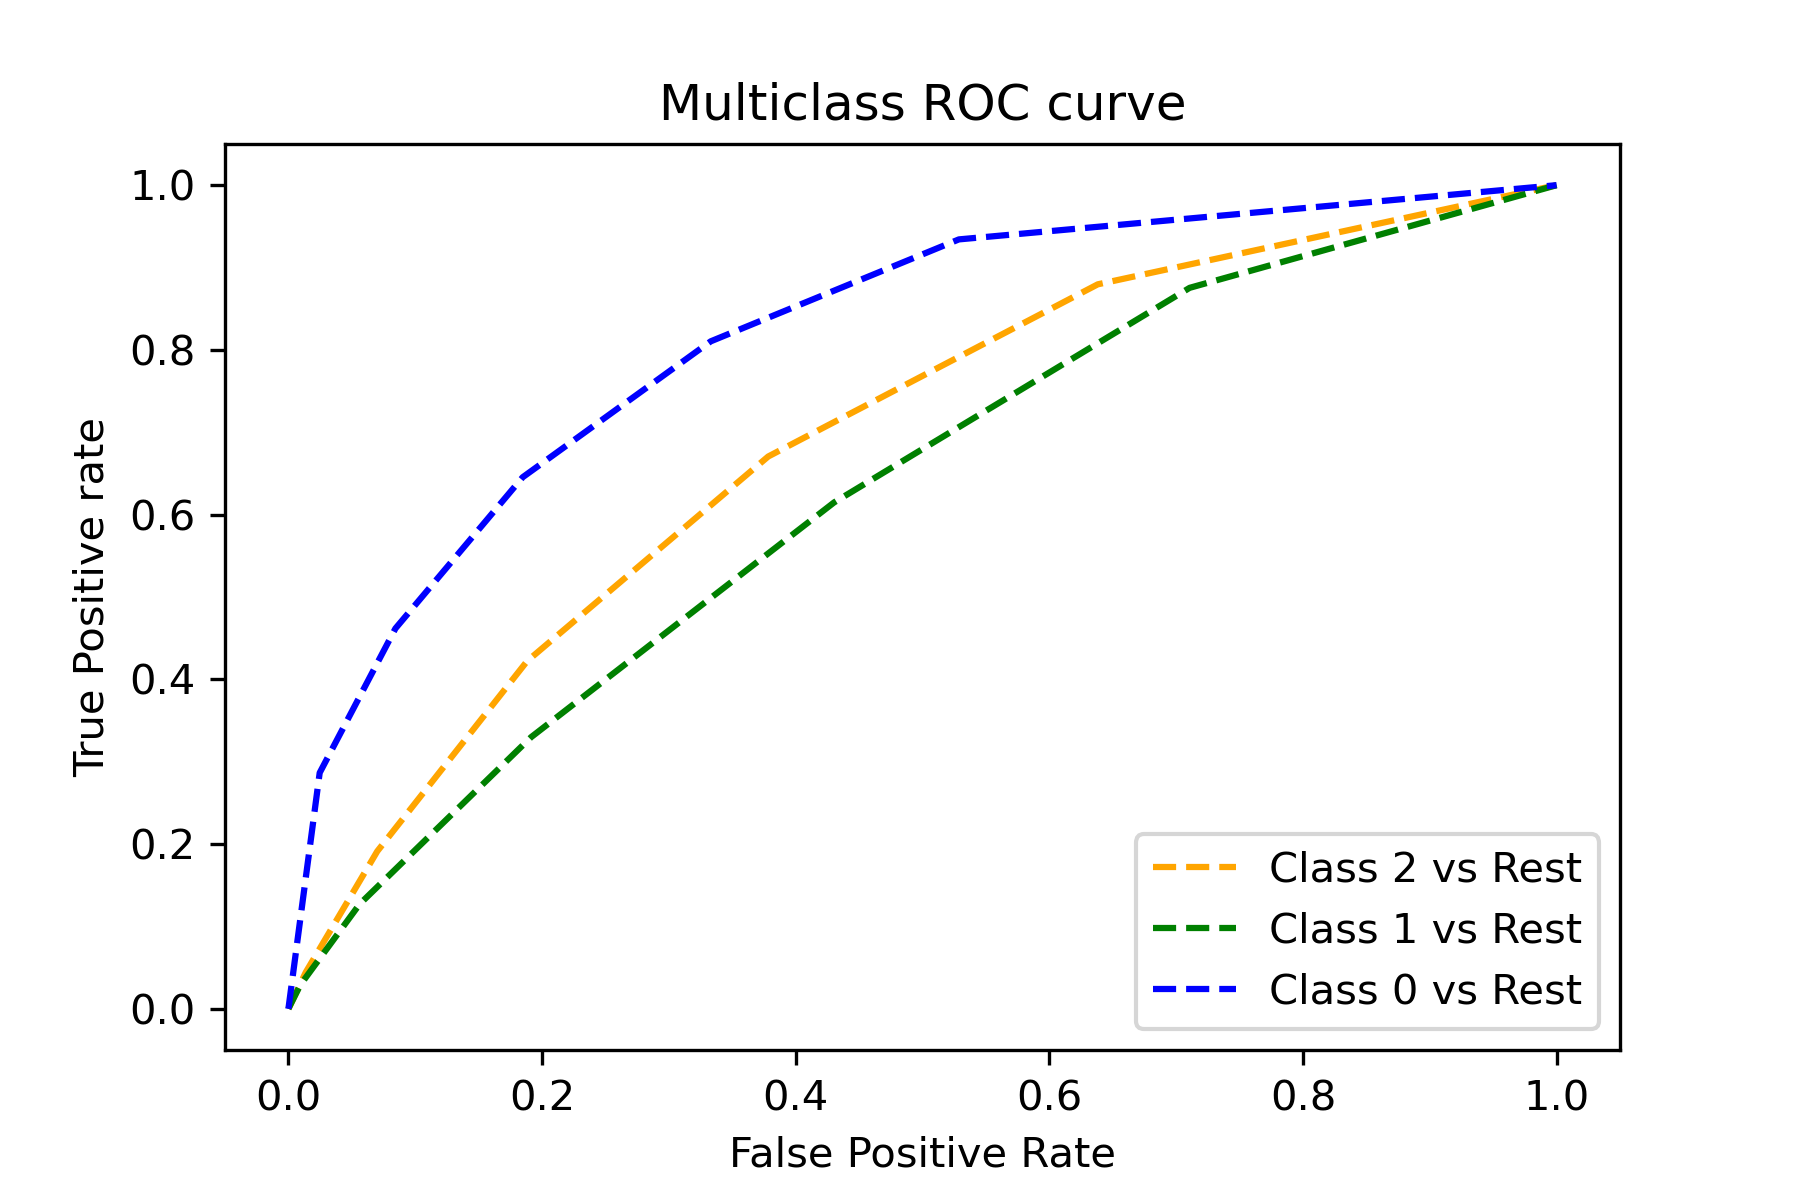 Multiclass ROC curve
1.0
0.8
0.6
0.4
0.2
0.0
True Positive rate
0.0 0.2 0.4 0.6 0.8 1.0
False Positive Rate
Class 2 vs Rest
Class 1 vs Rest
Class 0 vs Rest